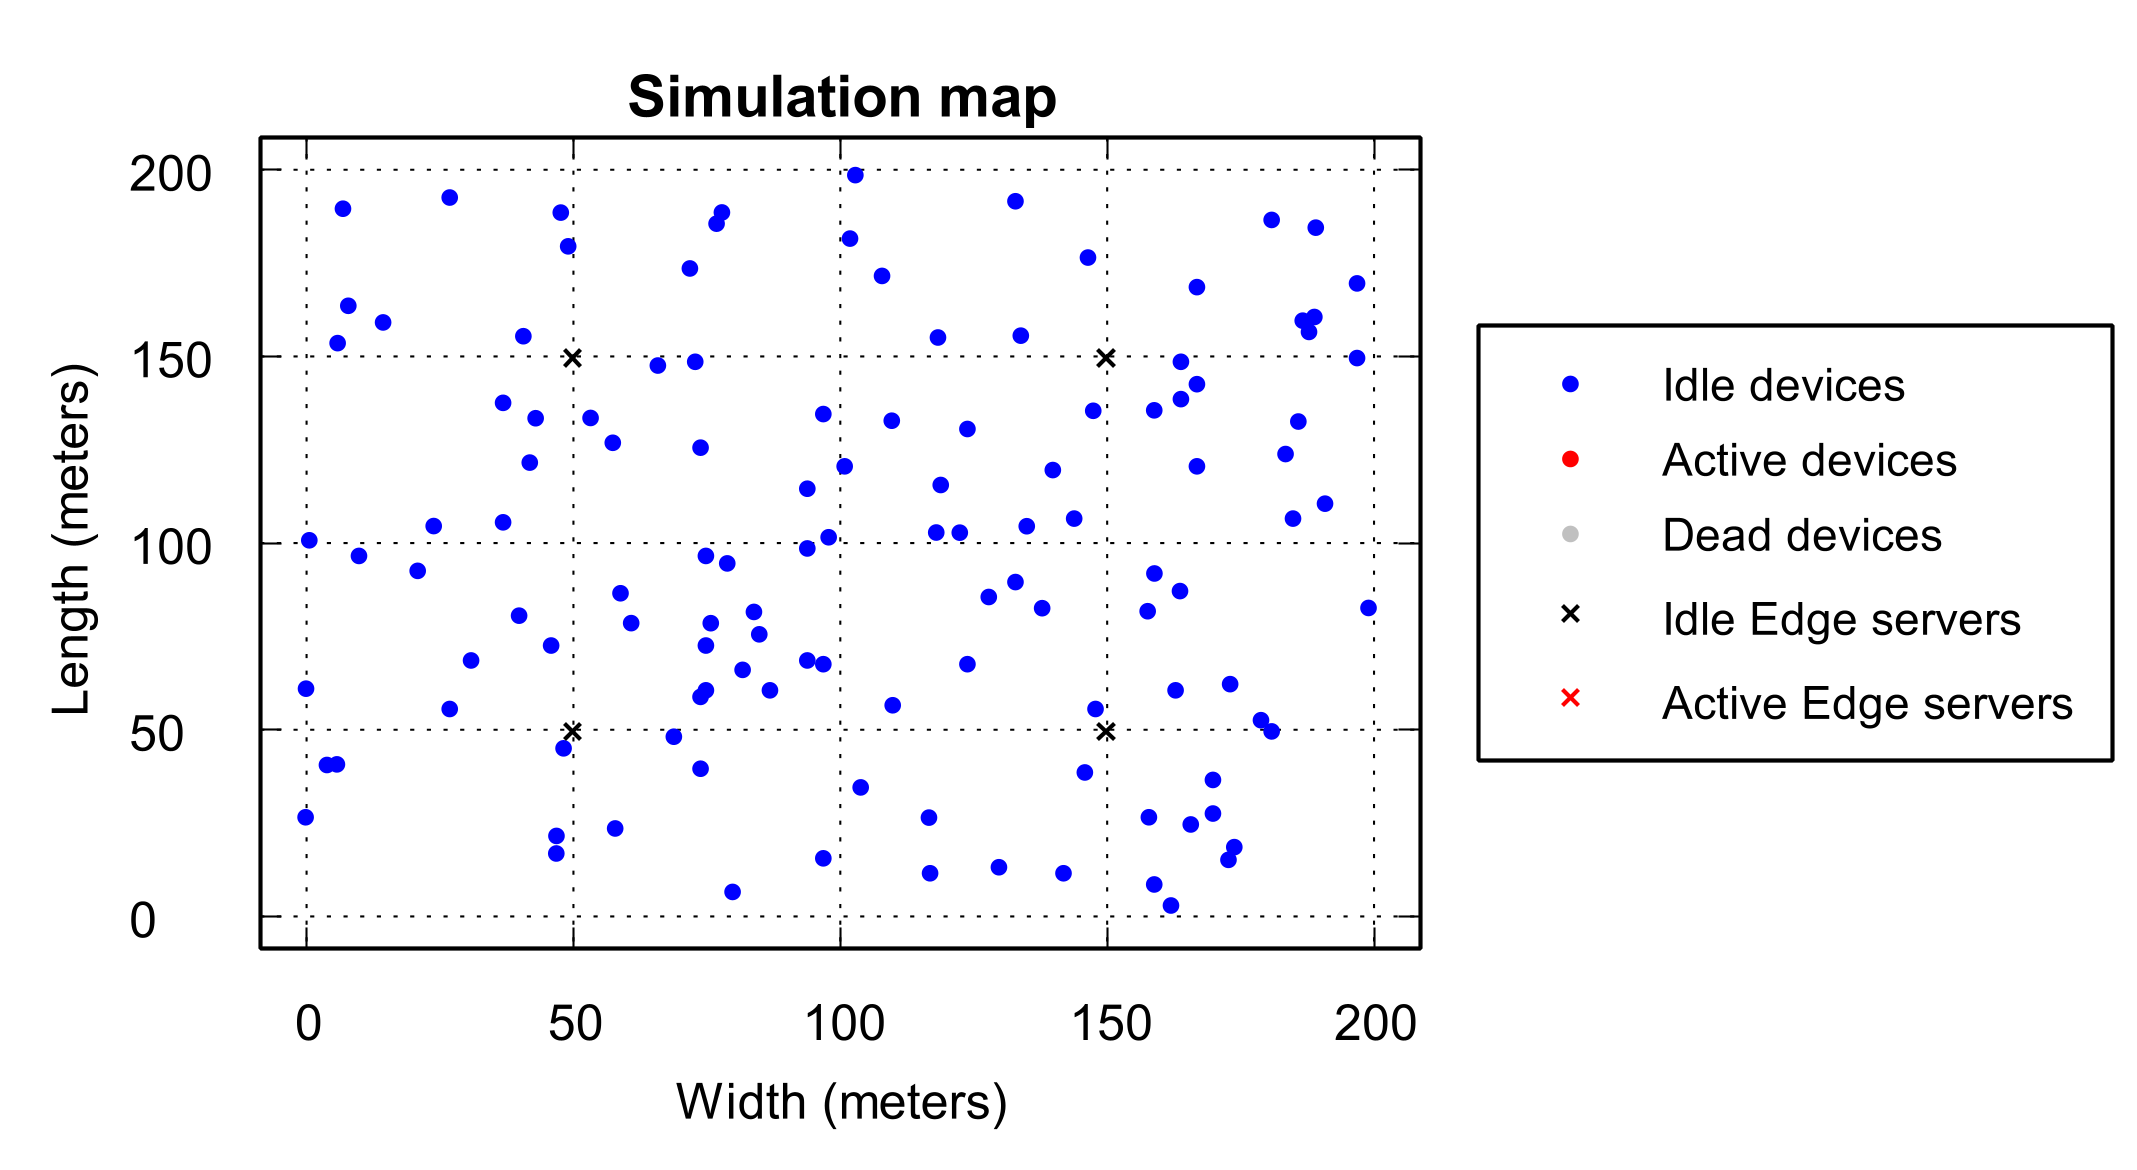 Simulation map
200
150
100
50
0
0 50 100 150 200
Length (meters)
Width (meters)
Idle devices
Active devices
Dead devices
Idle Edge servers
Active Edge servers